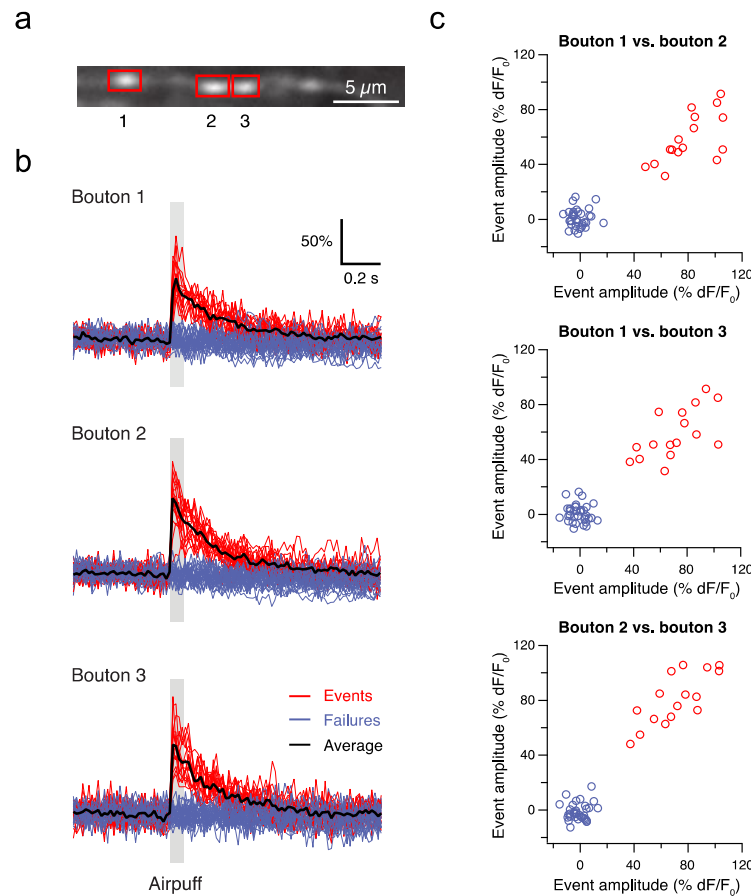 a
5 µm
1 2 3
b
Bouton 1
50%
0.2 s
Bouton 2
Bouton 3
Events
Failures
Average
Airpuff
c
Bouton 1 vs. bouton 2
120
80
40
0
Event amplitude (% dF/F₀)
0 40 80 120
Event amplitude (% dF/F₀)
Bouton 1 vs. bouton 3
120
80
40
0
Event amplitude (% dF/F₀)
0 40 80 120
Event amplitude (% dF/F₀)
Bouton 2 vs. bouton 3
120
80
40
0
Event amplitude (% dF/F₀)
0 40 80 120
Event amplitude (% dF/F₀)